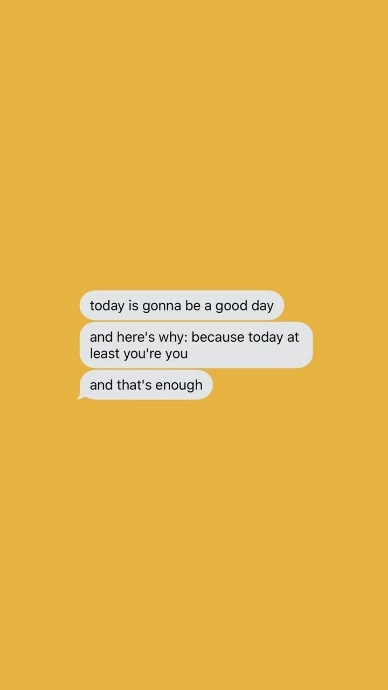 today is gonna be a good day
and here's why: because today at
least you're you
and that's enough